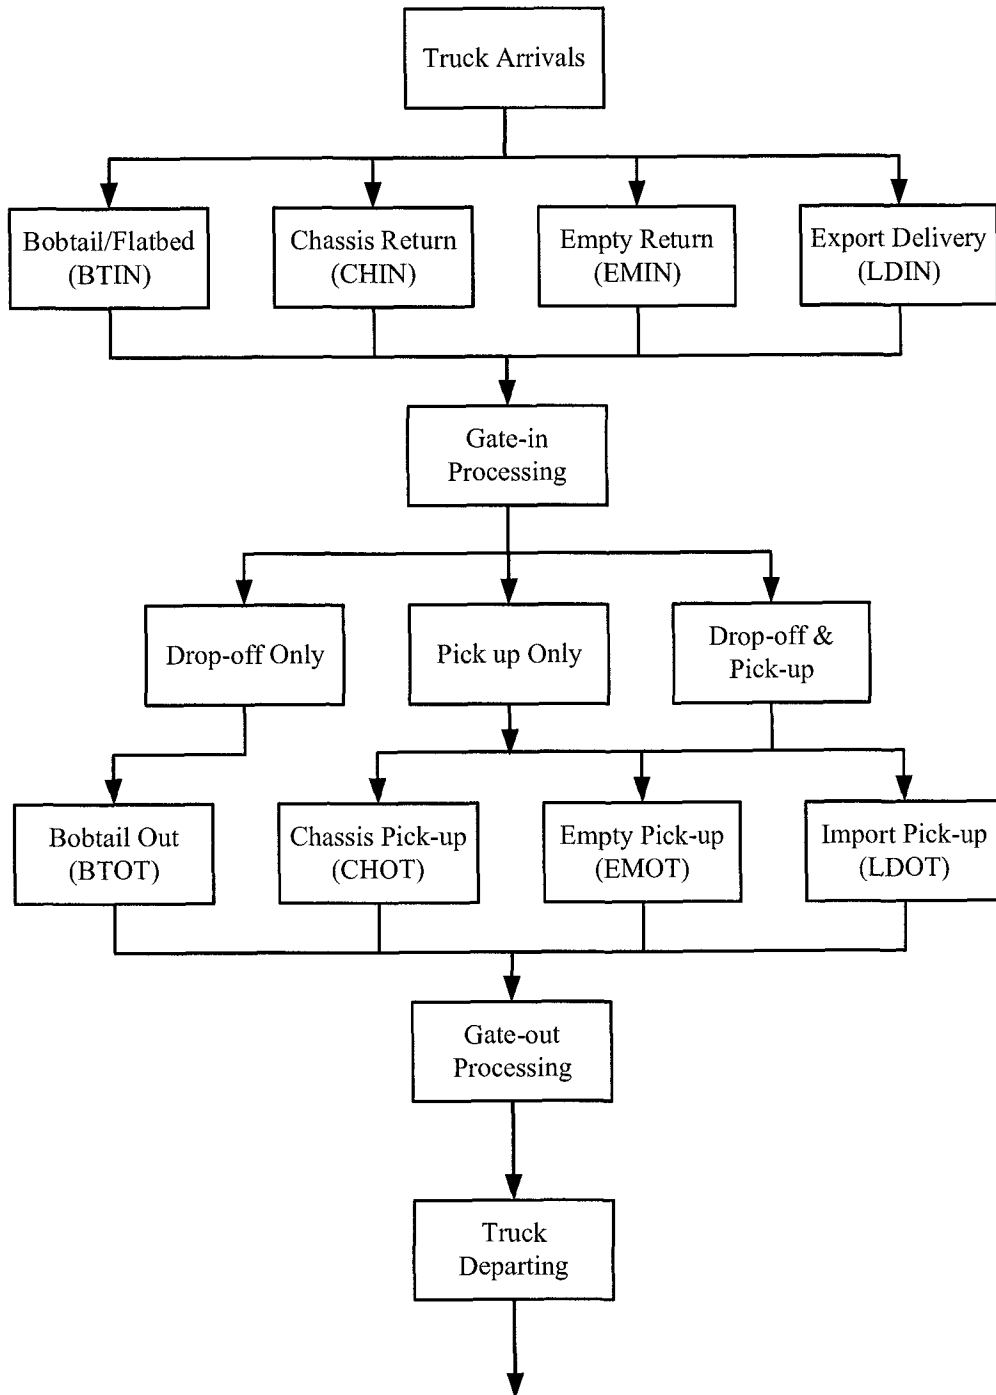 Truck Arrivals
Bobtail/Flatbed
(BTIN)
Chassis Return
(CHIN)
Empty Return
(EMIN)
Export Delivery
(LDIN)
Gate-in
Processing
Drop-off Only
Pick up Only
Drop-off &
Pick-up
Bobtail Out
(BTOT)
Chassis Pick-up
(CHOT)
Empty Pick-up
(EMOT)
Import Pick-up
(LDOT)
Gate-out
Processing
Truck
Departing